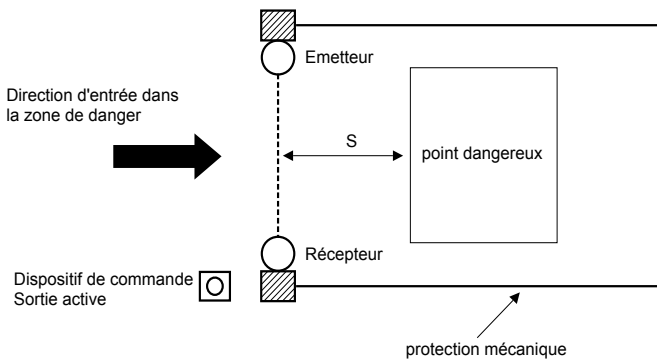 Emetteur
Direction d'entrée dans
la zone de danger
S
point dangereux
Récepteur
Dispositif de commande
Sortie active
protection mécanique